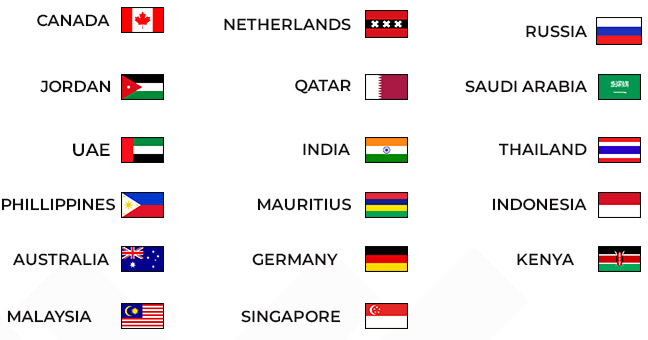 CANADA
NETHERLANDS
RUSSIA
JORDAN
QATAR
SAUDI ARABIA
UAE
INDIA
THAILAND
PHILLIPPINES
MAURITIUS
INDONESIA
AUSTRALIA
GERMANY
KENYA
MALAYSIA
SINGAPORE